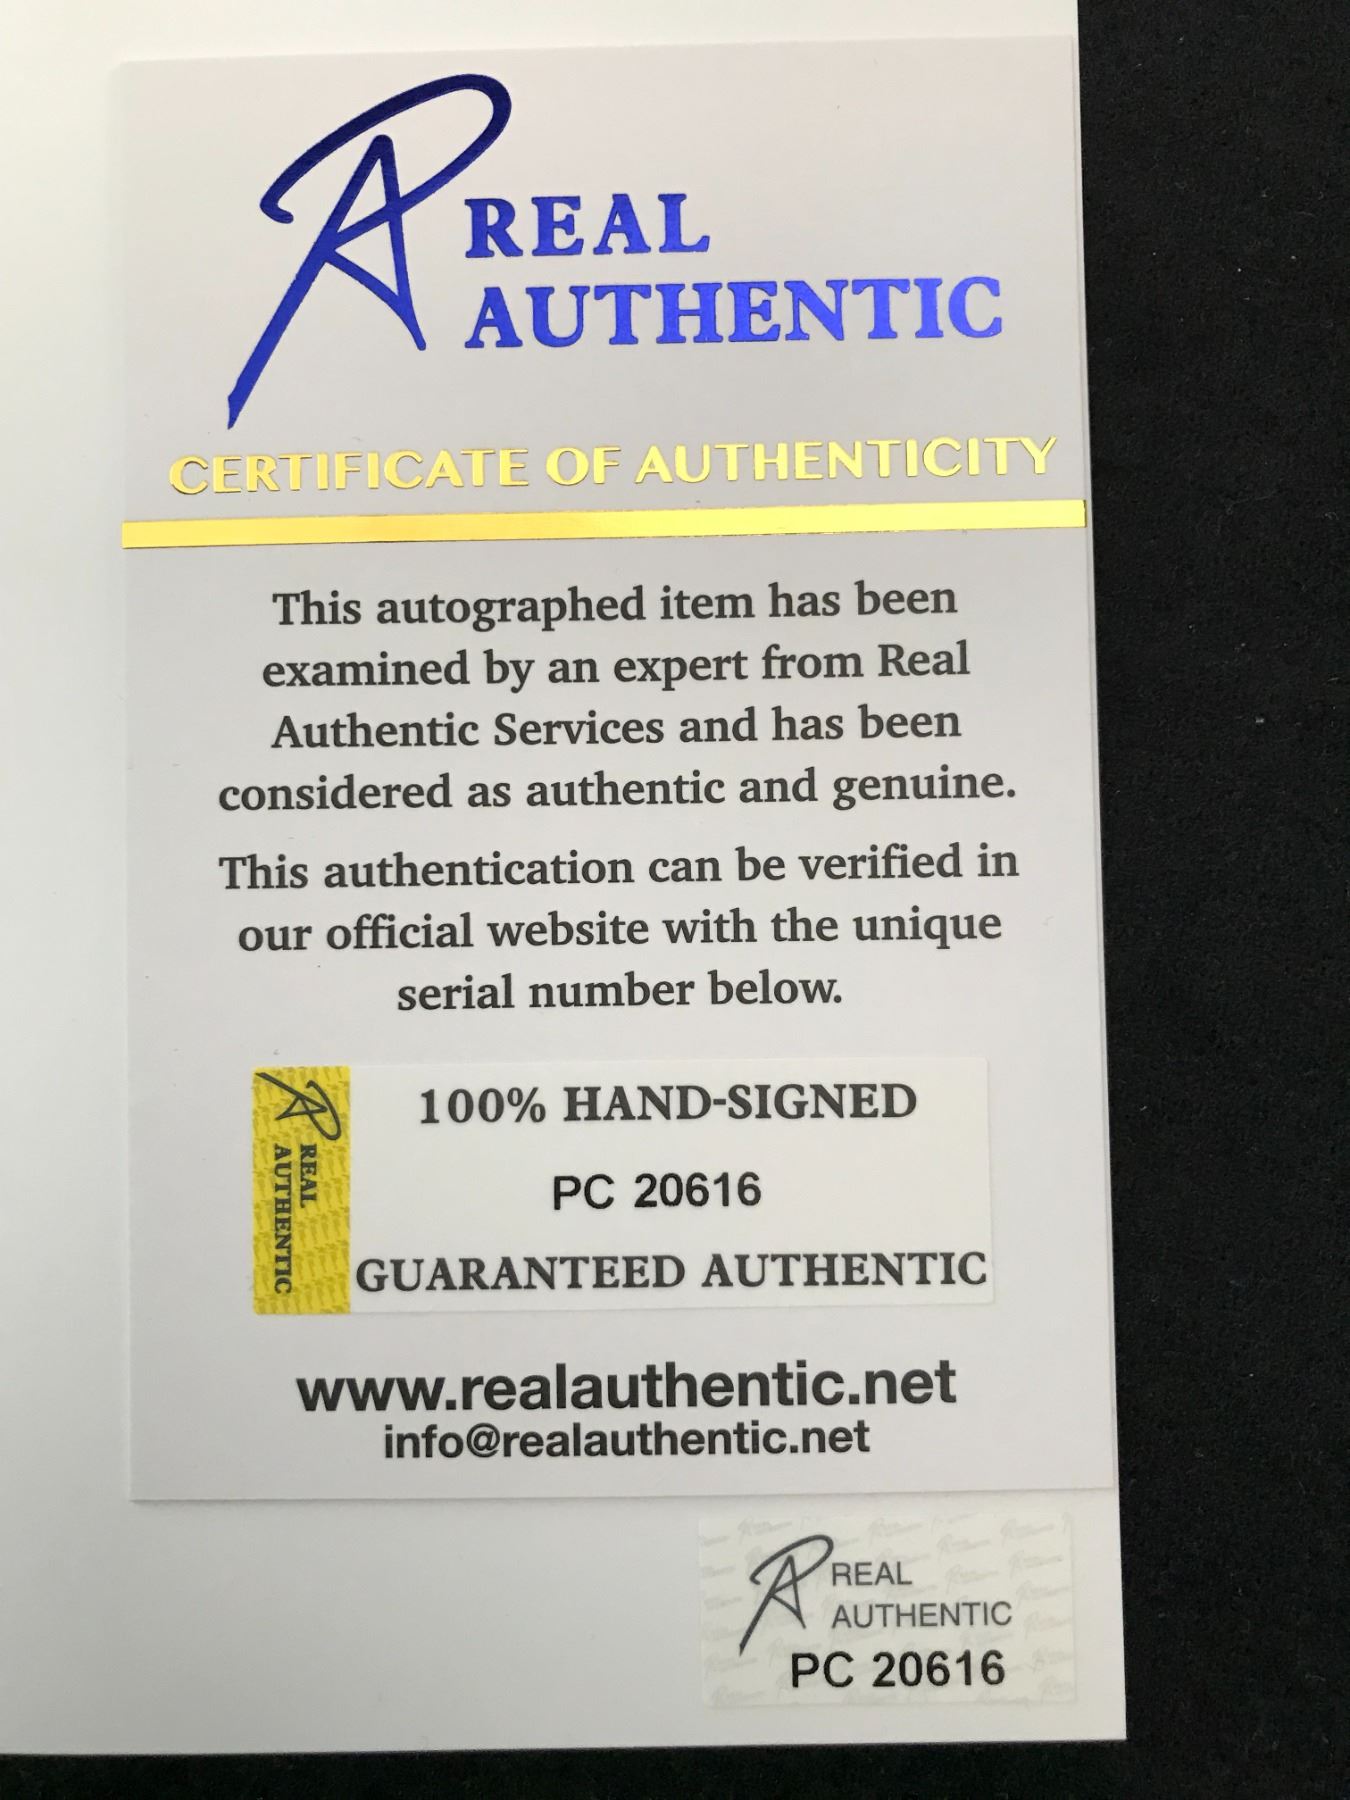 REAL
AUTHENTIC
CERTIFICATE OF AUTHENTICITY
This autographed item has been
examined by an expert from Real
Authentic Services and has been
considered as authentic and genuine.
This authentication can be verified in
our official website with the unique
serial number below.
REAL
AUTHENTIC
100% HAND-SIGNED
PC 20616
GUARANTEED AUTHENTIC
www.realauthentic.net
info@realauthentic.net
REAL
AUTHENTIC
PC 20616